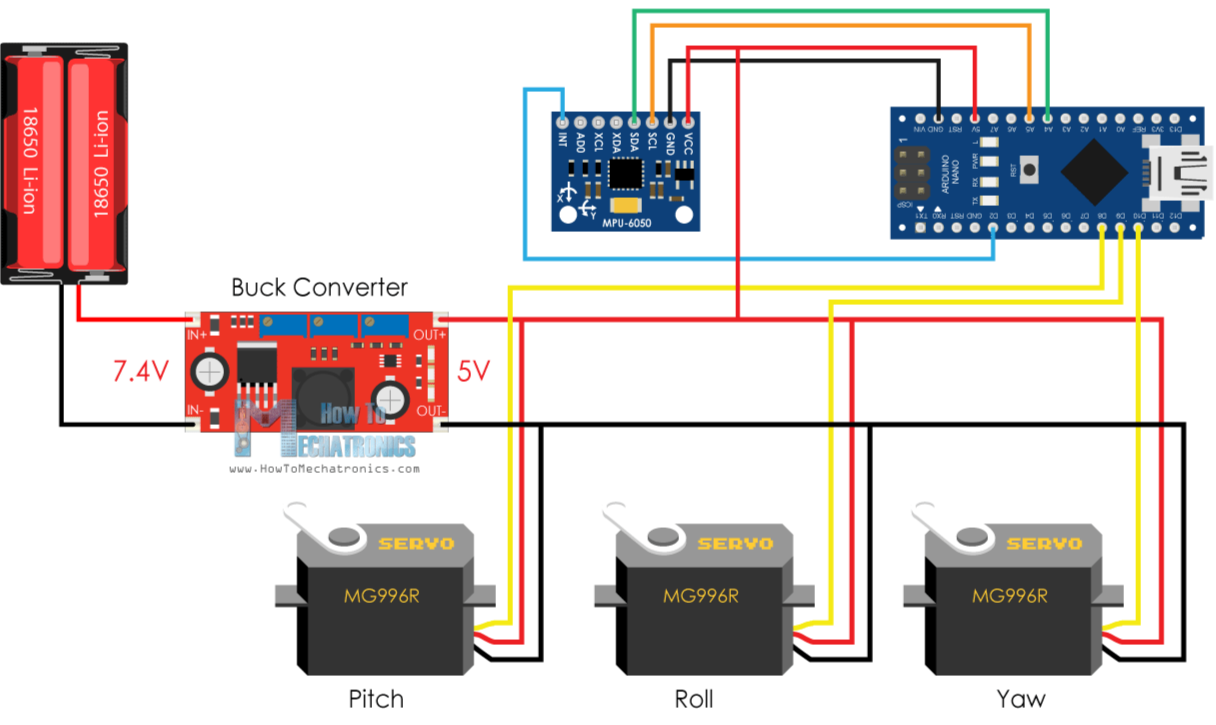 18650 Li-ion
18650 Li-ion
INT AD0 XCL XDA SDA SCL GND VCC
X
Y
MPU-6050
VIN GND RST 5V A7 A6 A5 A4 A3 A2 A1 A0 REF 3V3 D13
1
L
PWR
RX
TX
RST
ARDUINO
NANO
ICSP
TX1 RX0 RST GND D2 D3 D4 D5 D6 D7 D8 D9 D10 D11 D12
Buck Converter
IN+
OUT+
7.4V
5V
IN-
OUT-
How To
MECHATRONICS
www.HowToMechatronics.com
SERVO
MG996R
Pitch
SERVO
MG996R
Roll
SERVO
MG996R
Yaw